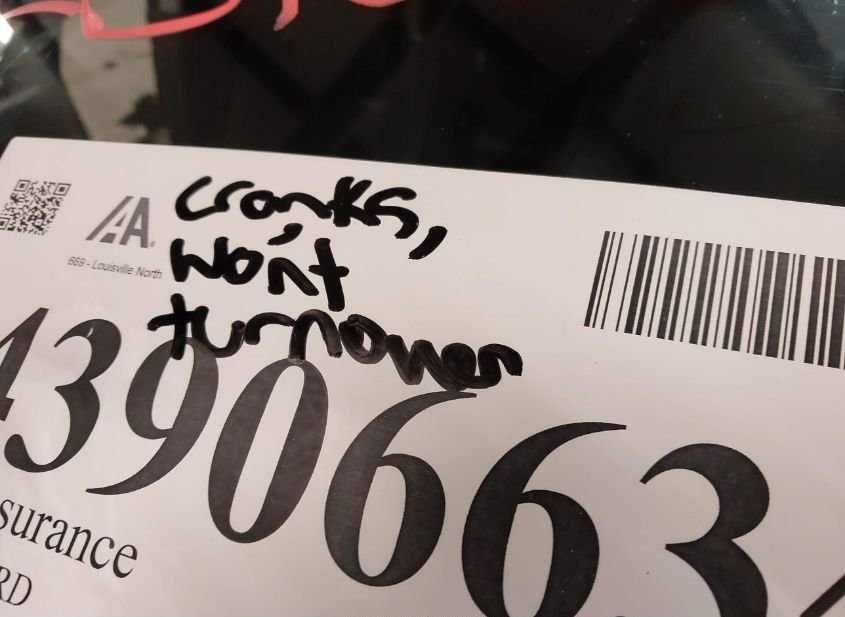 cranks,
won't
turnover
IAA
669 - Louisville North
4390663
surance
RD